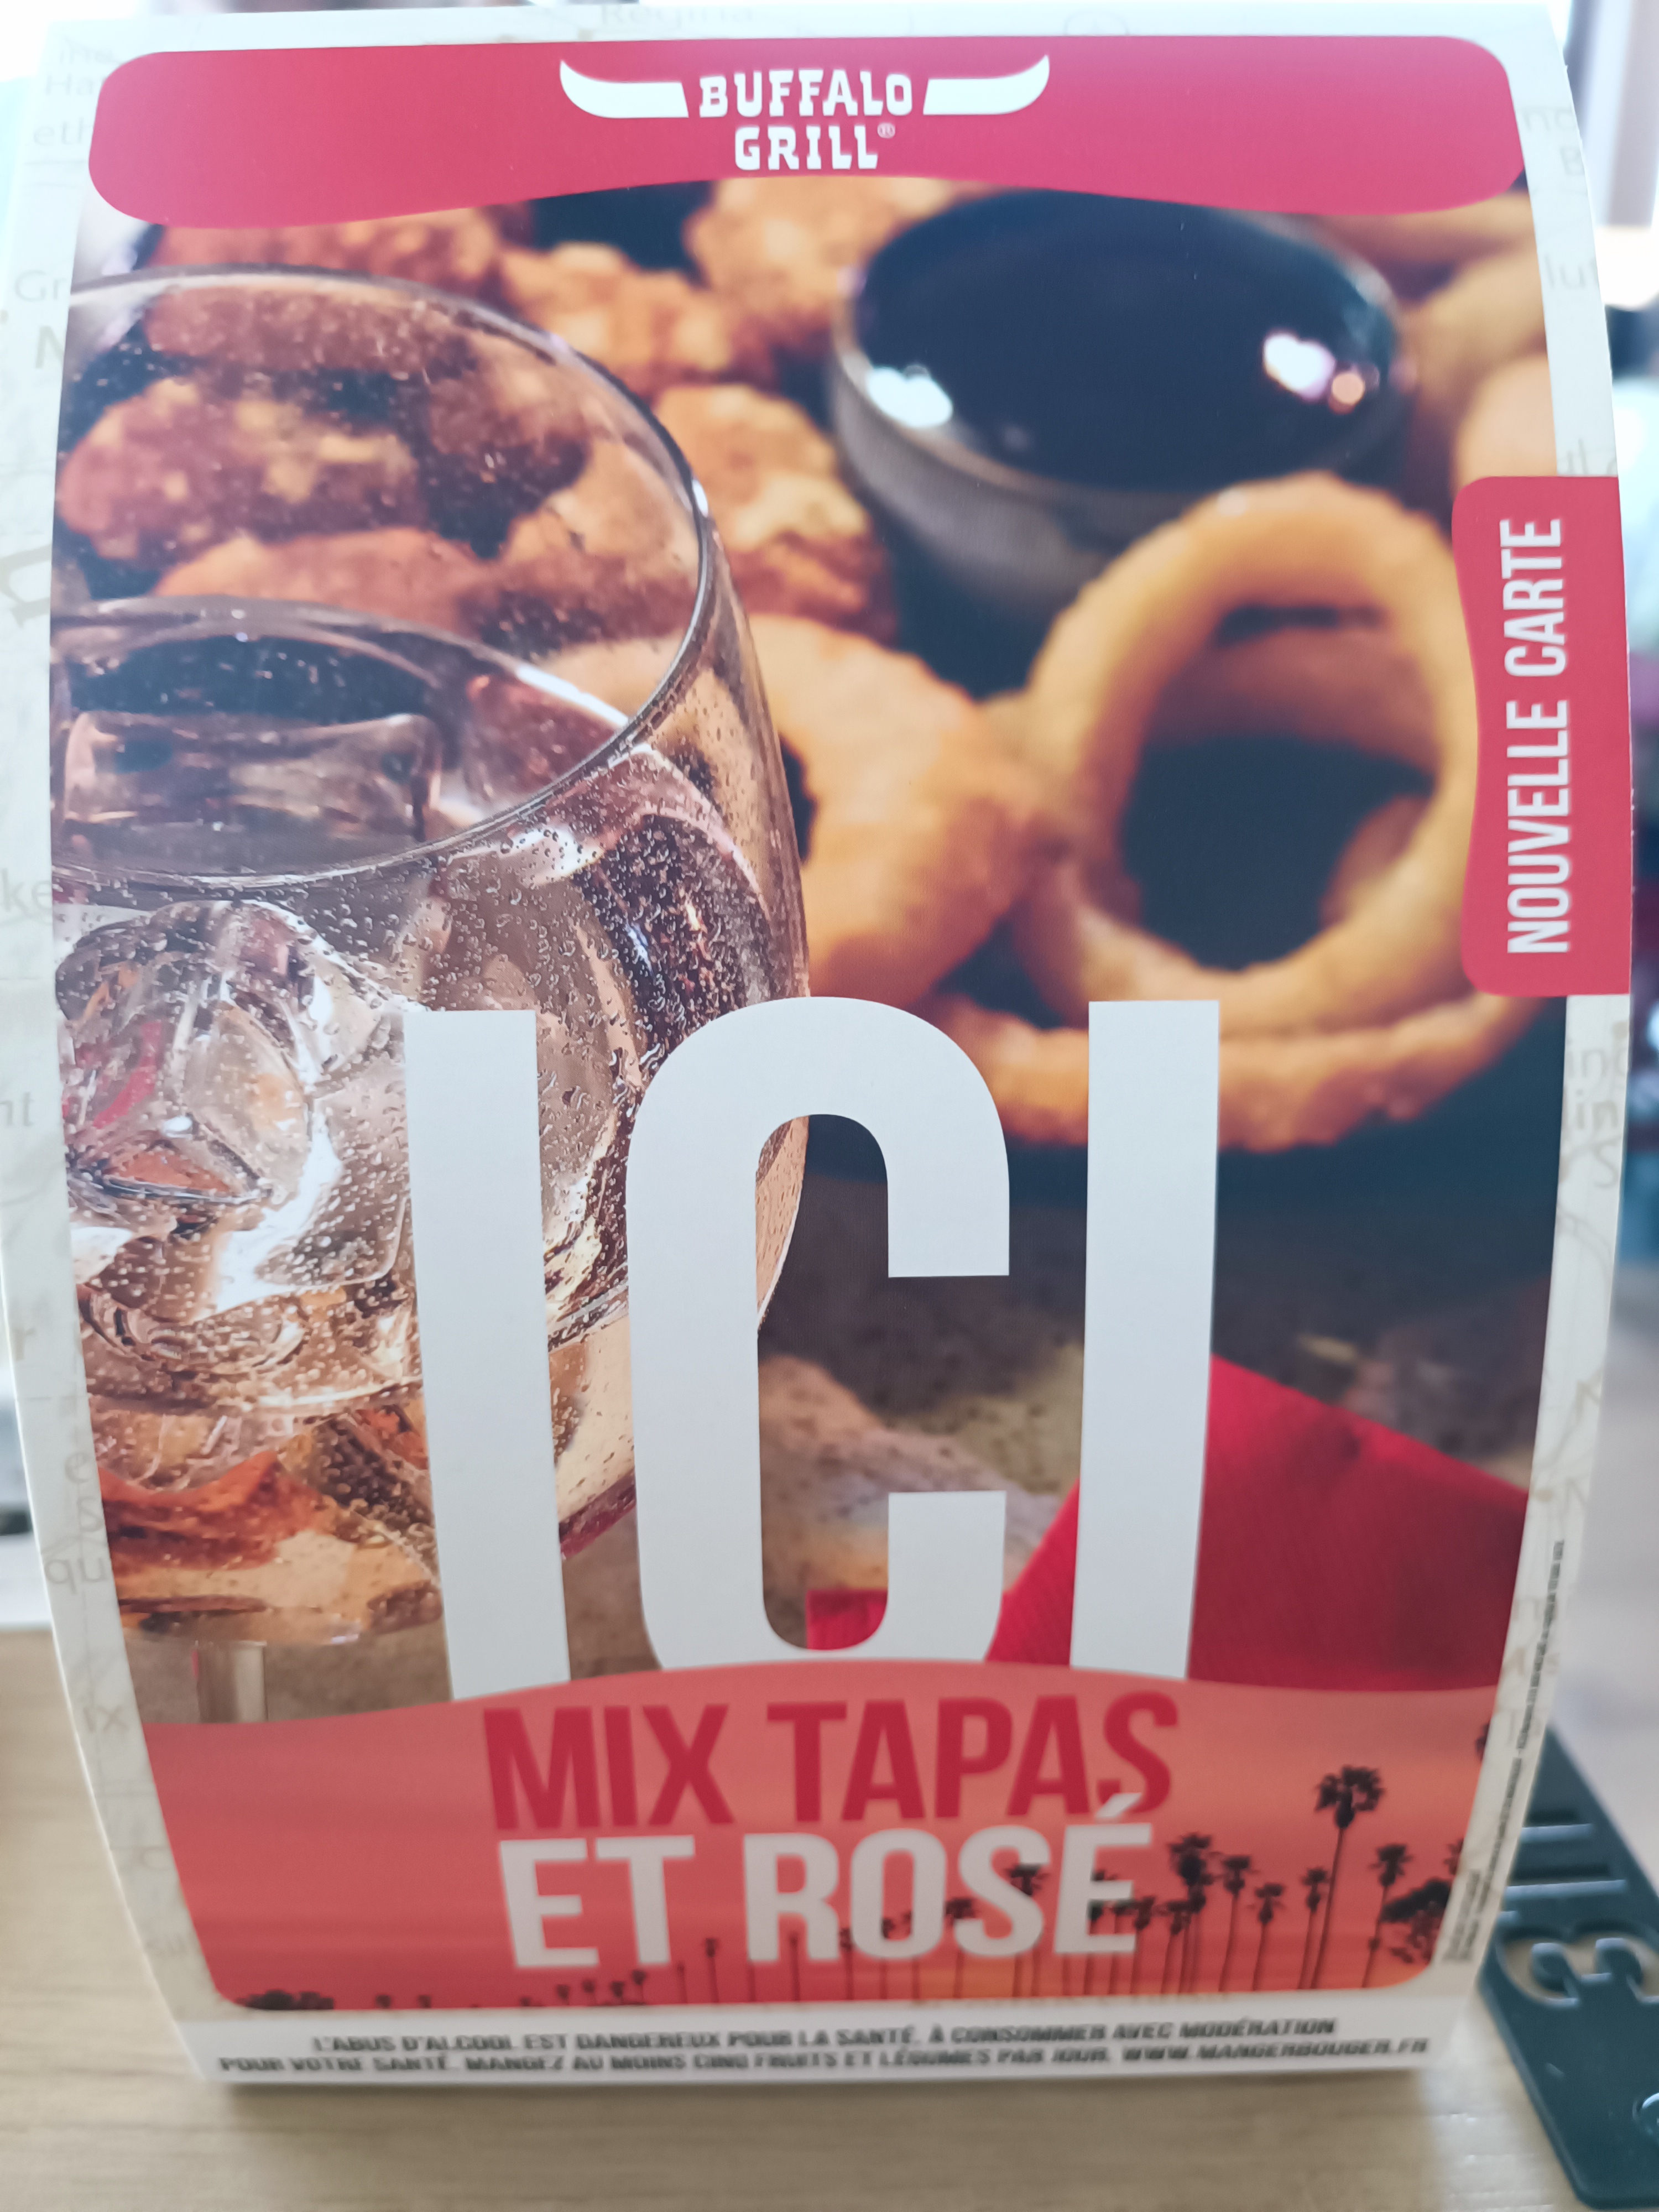 BUFFALO
GRILL®
NOUVELLE CARTE
ICI
MIX TAPAS
ET ROSÉ
L'ABUS D'ALCOOL EST DANGEREUX POUR LA SANTÉ. À CONSOMMER AVEC MODÉRATION
POUR VOTRE SANTÉ, MANGEZ AU MOINS CINQ FRUITS ET LÉGUMES PAR JOUR. WWW.MANGERBOUGER.FR